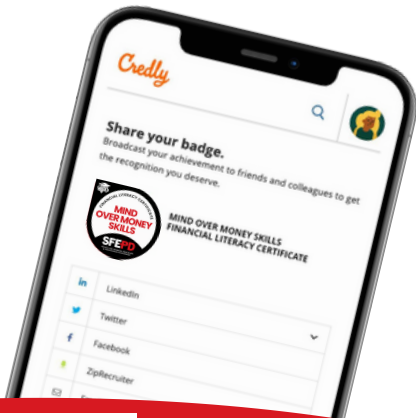 Credly
Share your badge.
Broadcast your achievement to friends and colleagues to get
the recognition you deserve.
FINANCIAL LITERACY CERTIFICATE
MIND
OVER MONEY
SKILLS
SFEPD
MIND OVER MONEY SKILLS
FINANCIAL LITERACY CERTIFICATE
in LinkedIn
Twitter
f Facebook
ZipRecruiter